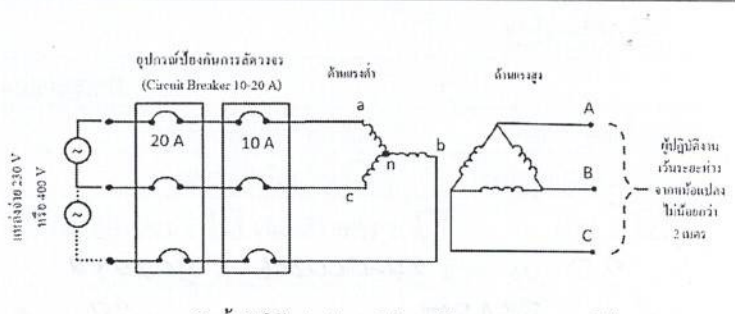 อุปกรณ์ป้องกันการลัดวงจร
(Circuit Breaker 10-20 A)
ด้านแรงต่ำ
ด้านแรงสูง
แหล่งจ่าย 230 V
หรือ 400 V
20 A
10 A
a
b
n
c
A
B
C
ผู้ปฏิบัติงาน
เว้นระยะห่าง
จากหม้อแปลง
ไม่น้อยกว่า
2 เมตร